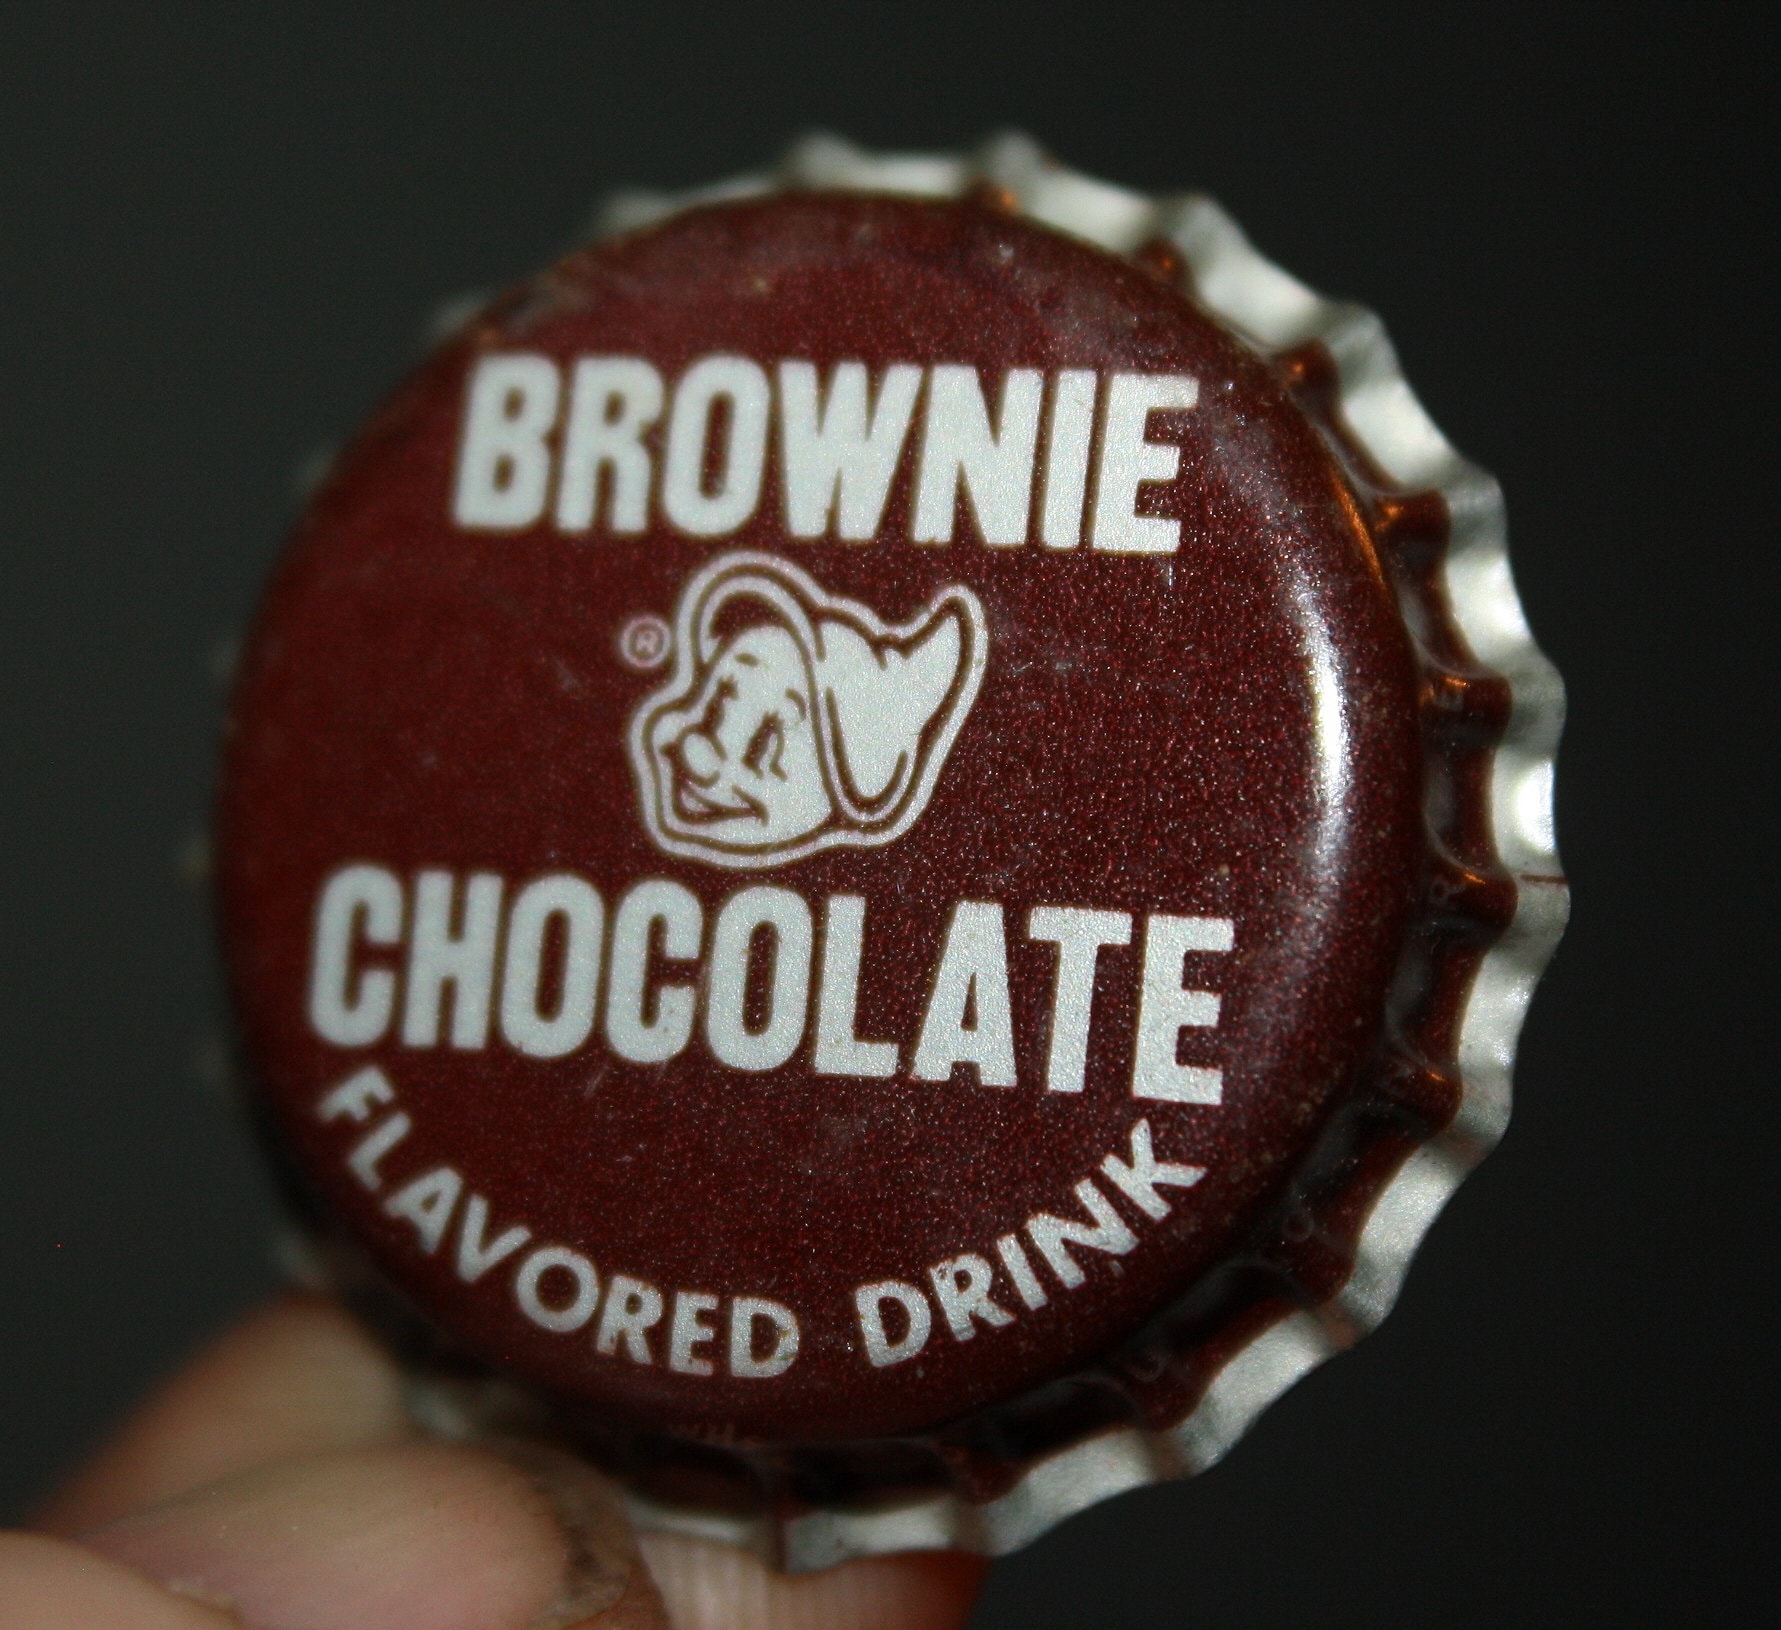 BROWNIE
®
CHOCOLATE
FLAVORED DRINK